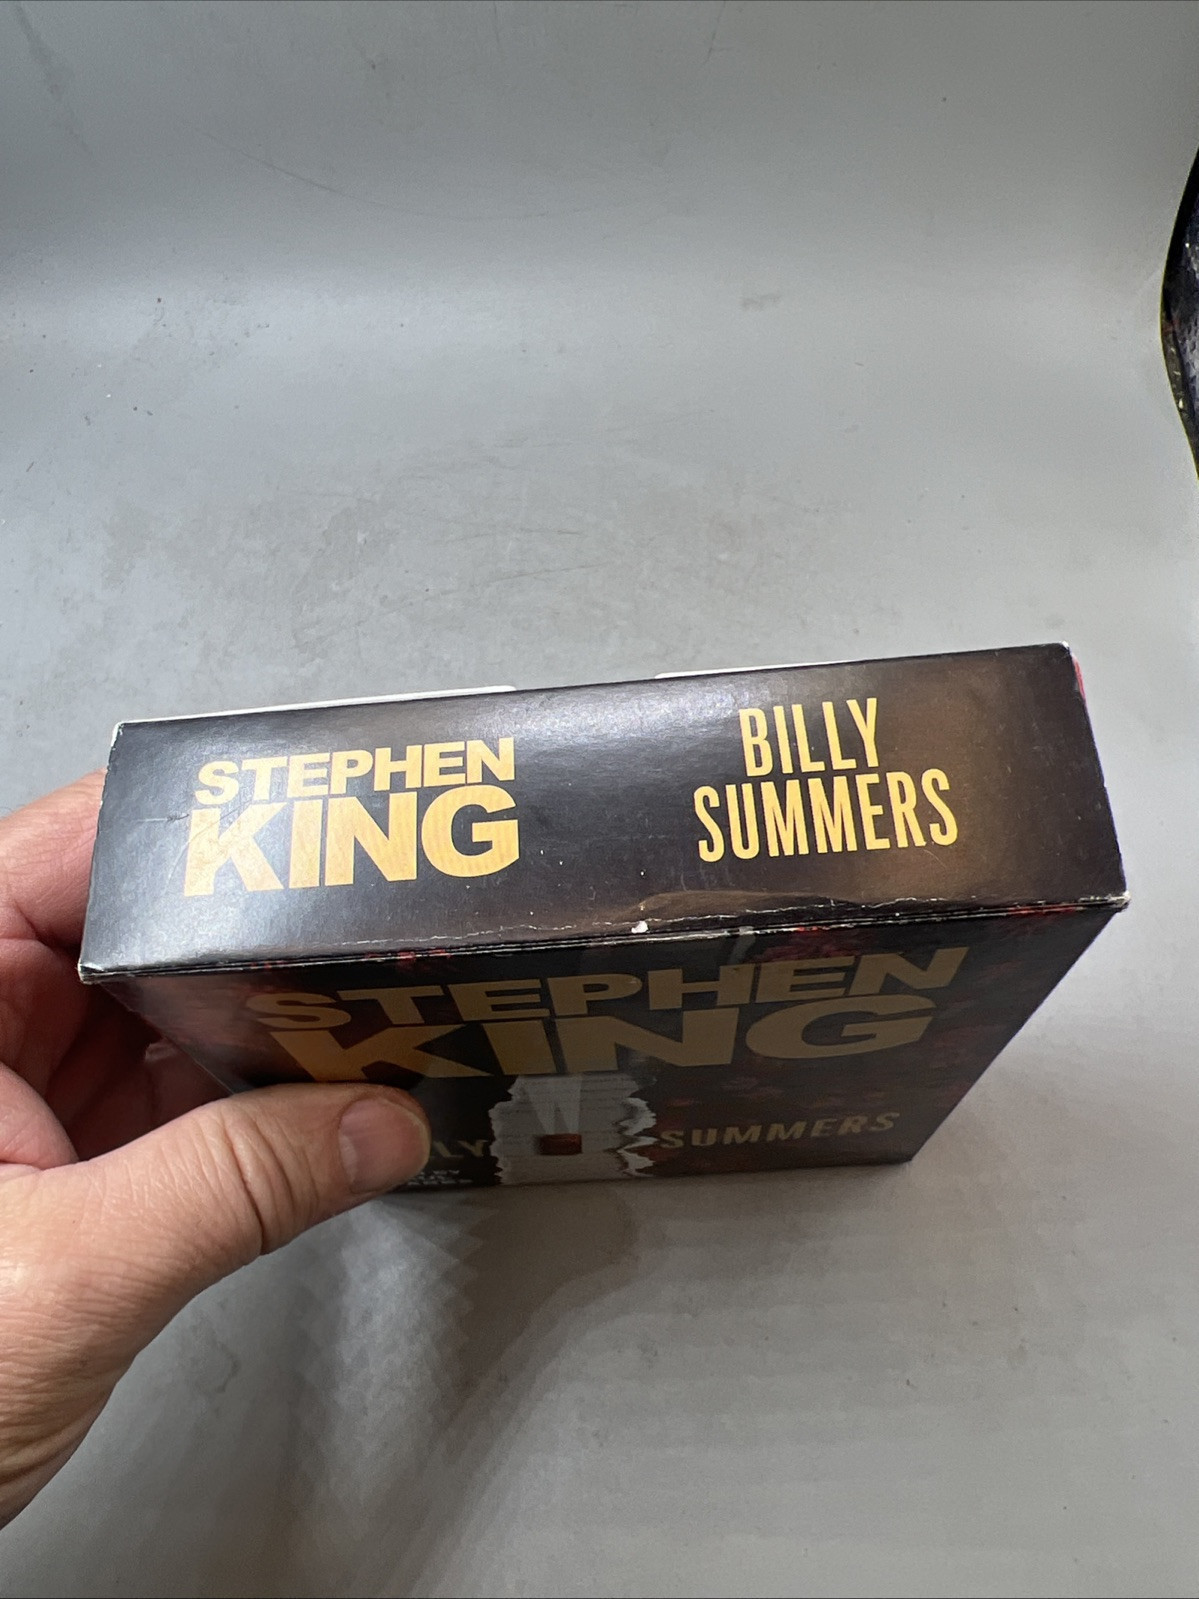 STEPHEN
KING
BILLY
SUMMERS
STEPHEN
KING
SUMMERS